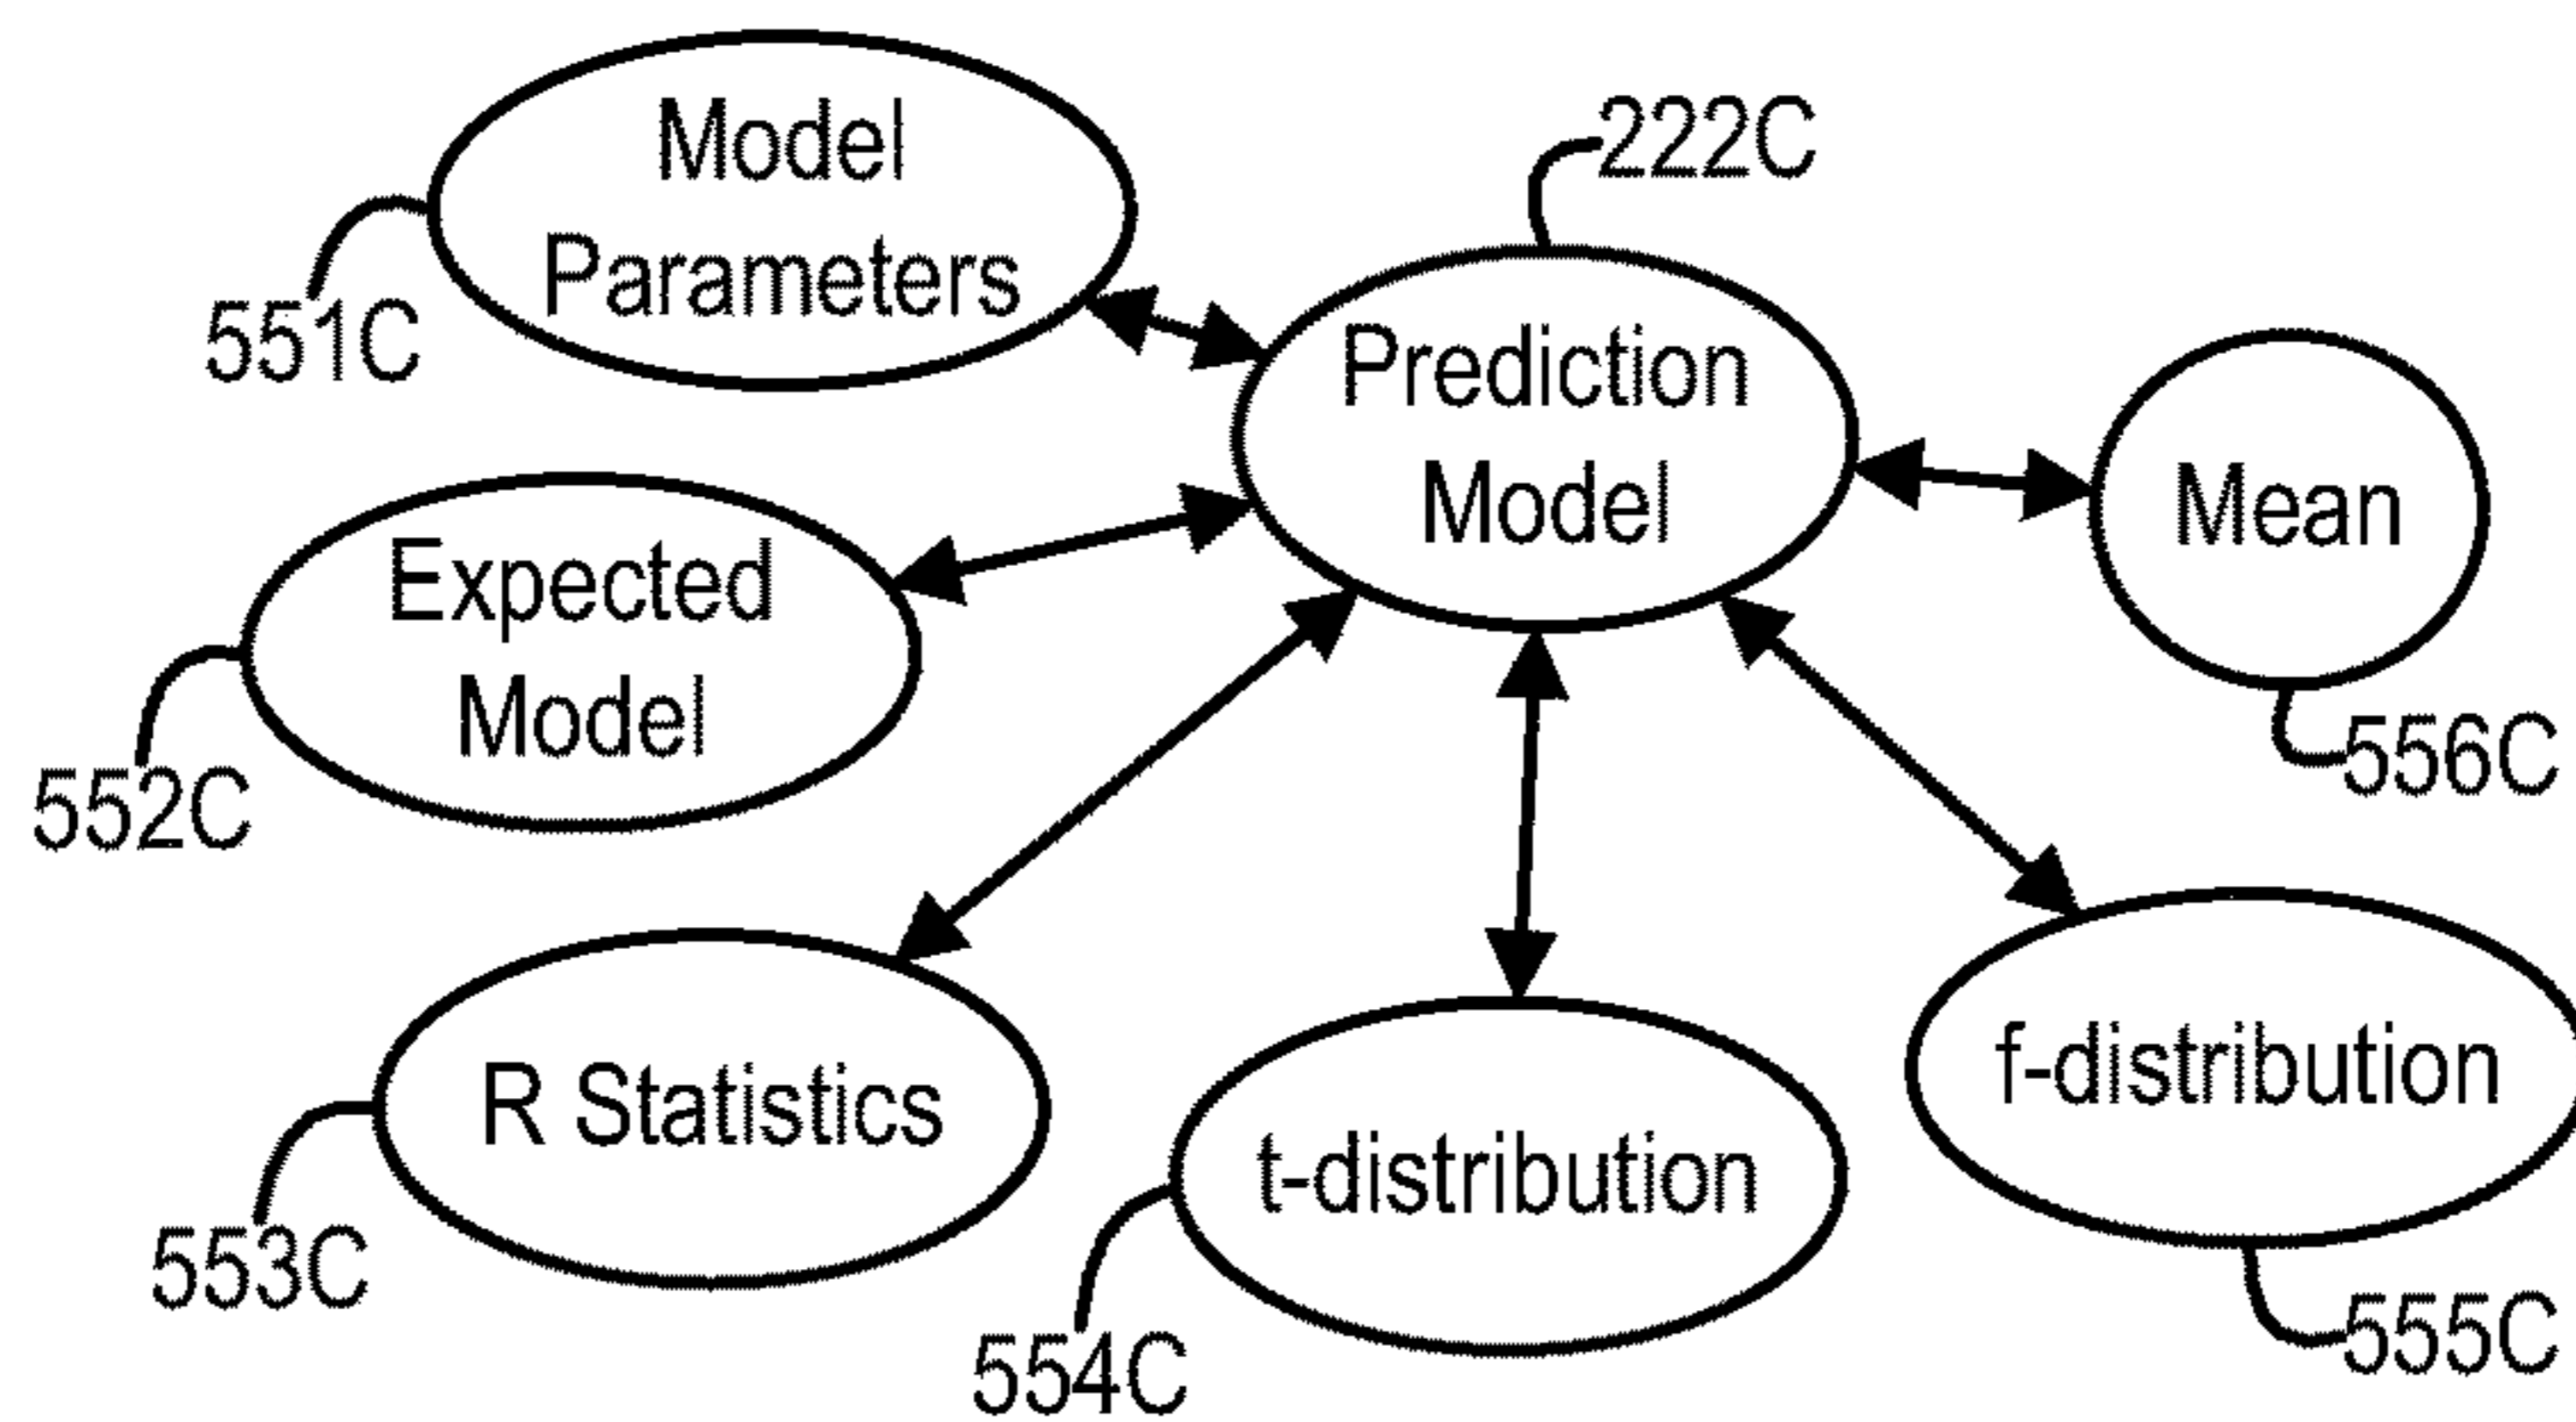 Model
Parameters
551C
222C
Prediction
Model
Mean
556C
Expected
Model
552C
R Statistics
553C
t-distribution
554C
f-distribution
555C